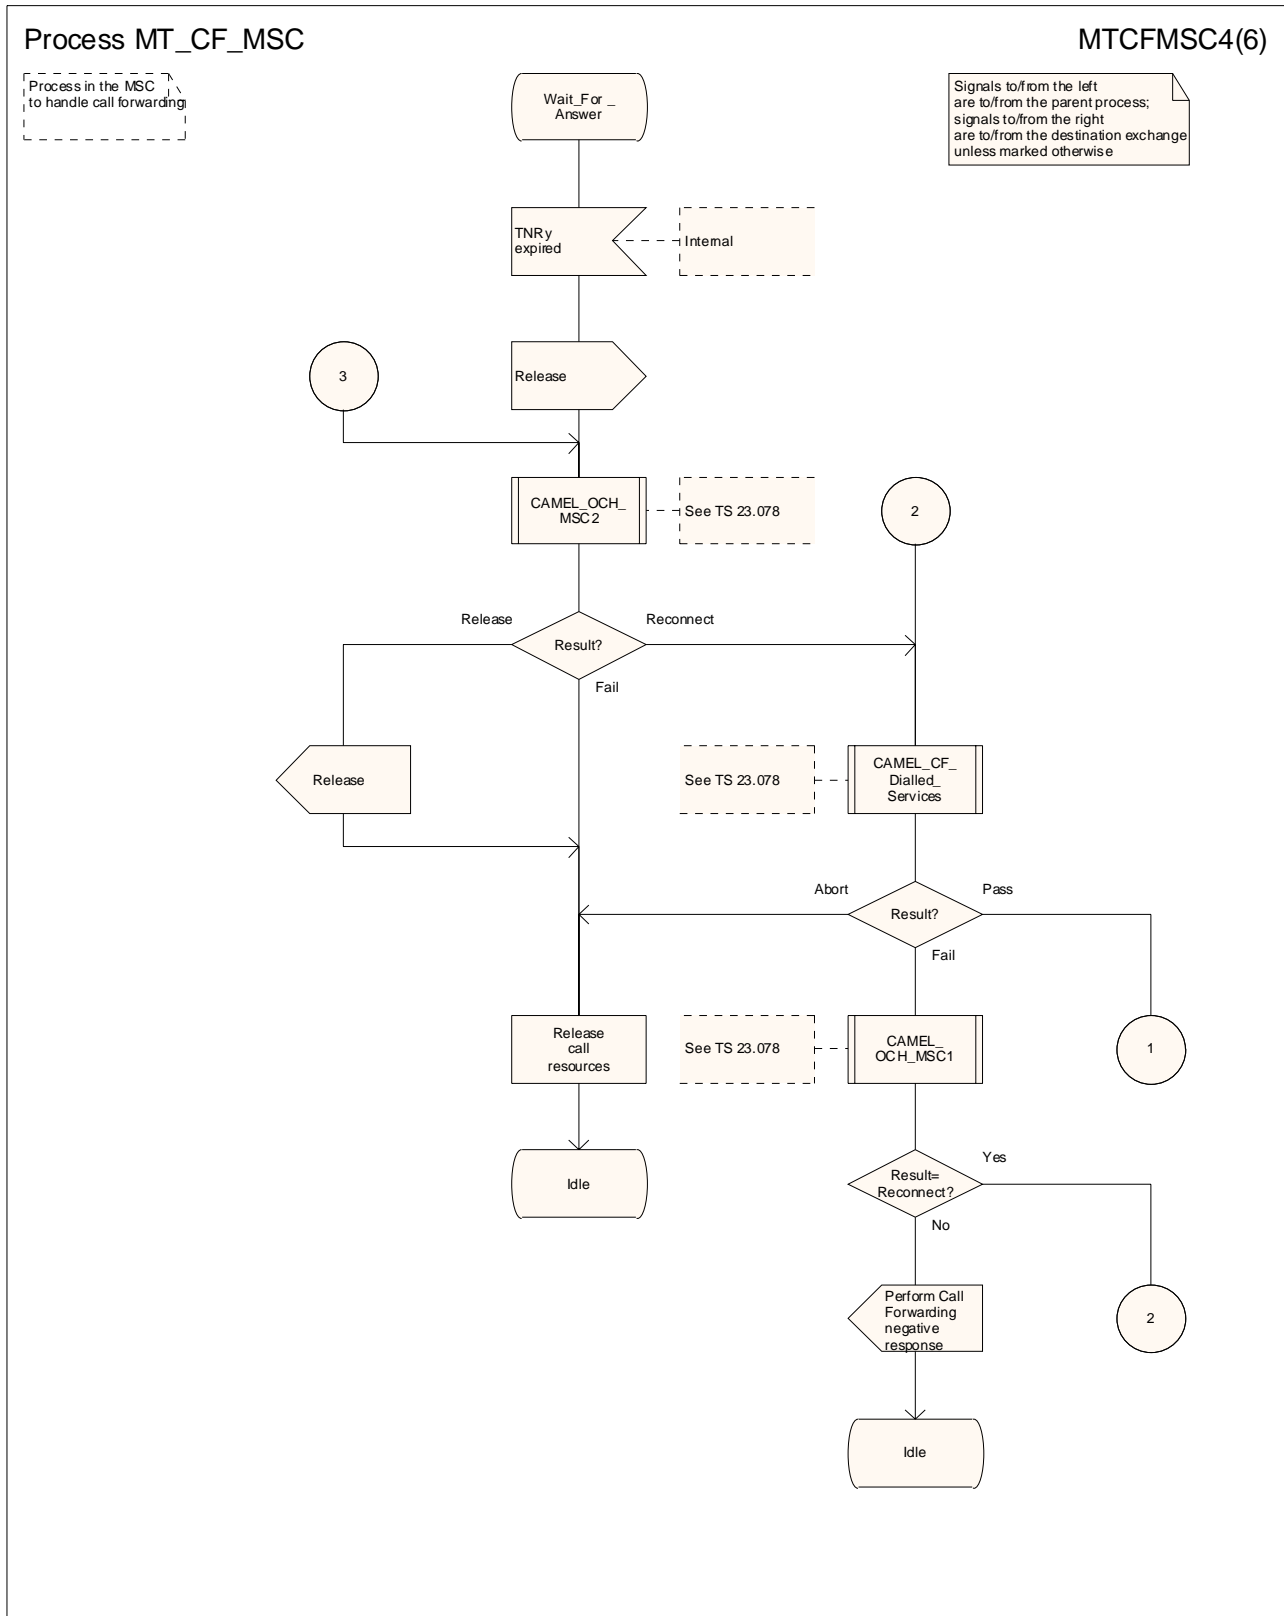 Process MT_CF_MSC
MTCFMSC4(6)
Process in the MSC
to handle call forwarding
Signals to/from the left
are to/from the parent process;
signals to/from the right
are to/from the destination exchange
unless marked otherwise
Wait_For_
Answer
TNRy
expired
Internal
Release
3
CAMEL_OCH_
MSC2
See TS 23.078
2
Release
Result?
Reconnect
Fail
Release
See TS 23.078
CAMEL_CF_
Dialled_
Services
Abort
Result?
Pass
Fail
Release
call
resources
See TS 23.078
CAMEL_
OCH_MSC1
1
Idle
Result=
Reconnect?
Yes
No
Perform Call
Forwarding
negative
response
2
Idle